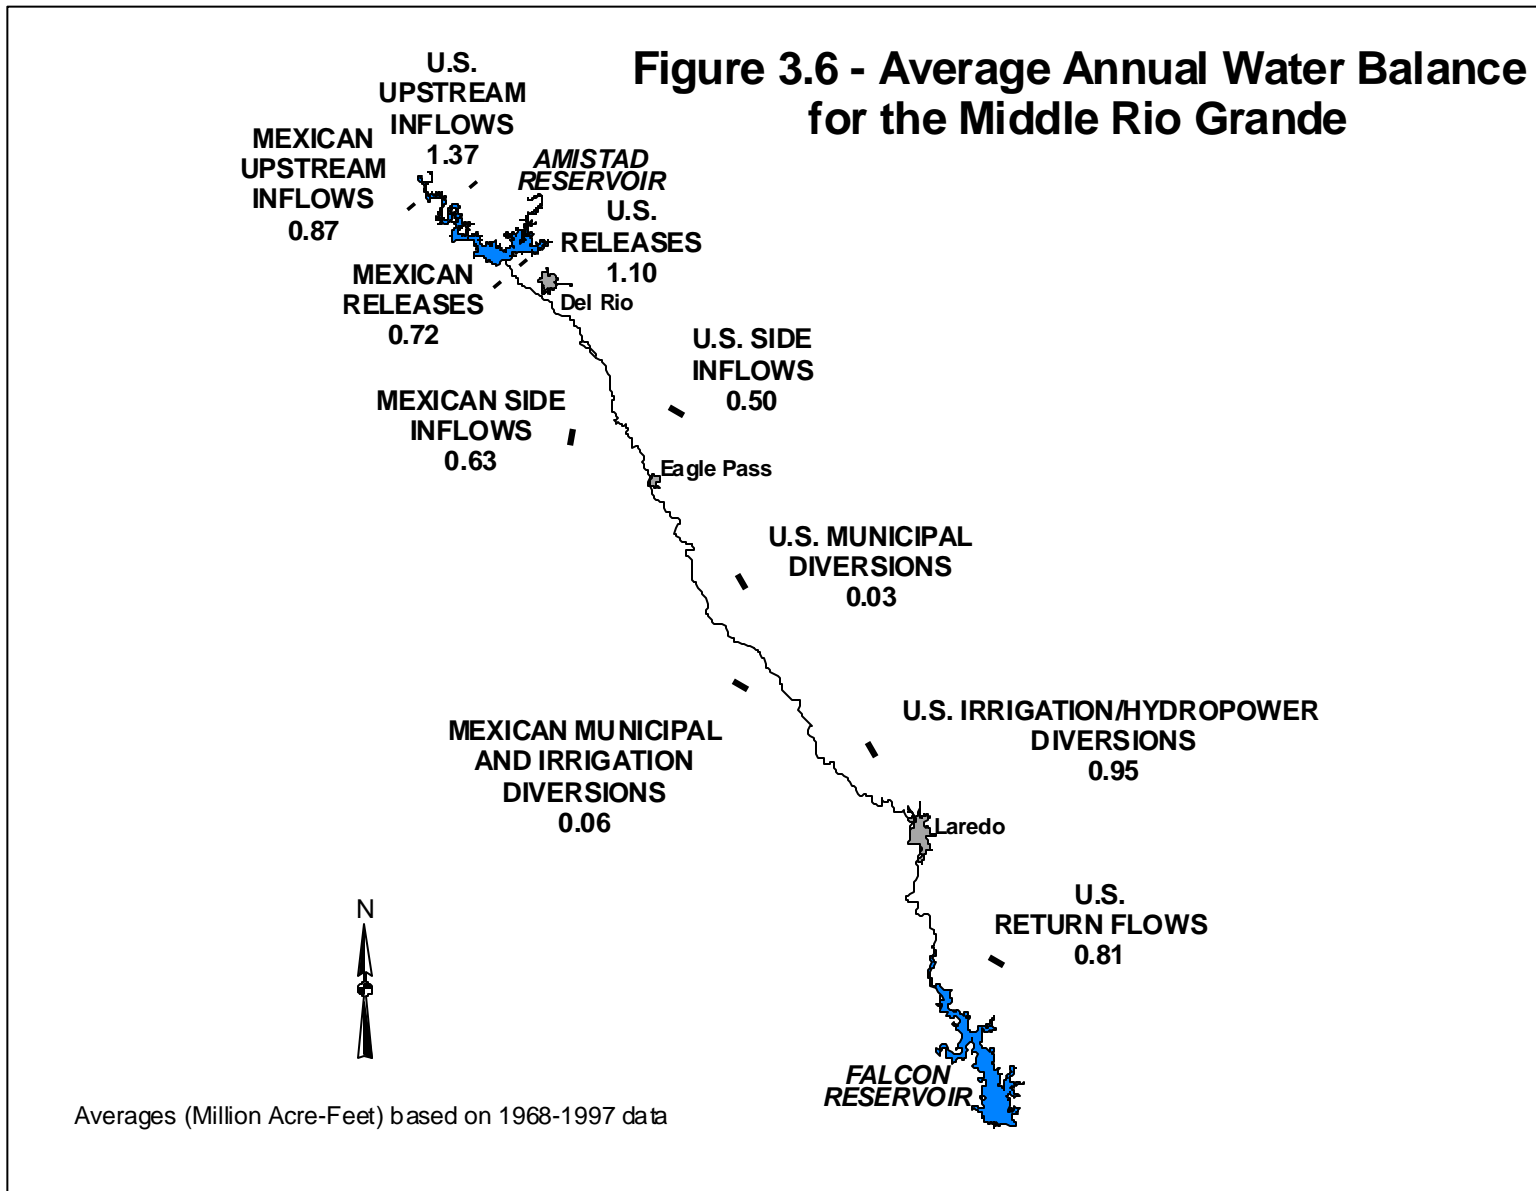 Figure 3.6 - Average Annual Water Balance
for the Middle Rio Grande
U.S.
UPSTREAM
INFLOWS
1.37
MEXICAN
UPSTREAM
INFLOWS
0.87
AMISTAD
RESERVOIR
U.S.
RELEASES
1.10
MEXICAN
RELEASES
0.72
Del Rio
U.S. SIDE
INFLOWS
0.50
MEXICAN SIDE
INFLOWS
0.63
Eagle Pass
U.S. MUNICIPAL
DIVERSIONS
0.03
MEXICAN MUNICIPAL
AND IRRIGATION
DIVERSIONS
0.06
U.S. IRRIGATION/HYDROPOWER
DIVERSIONS
0.95
Laredo
U.S.
RETURN FLOWS
0.81
N
FALCON
RESERVOIR
Averages (Million Acre-Feet) based on 1968-1997 data